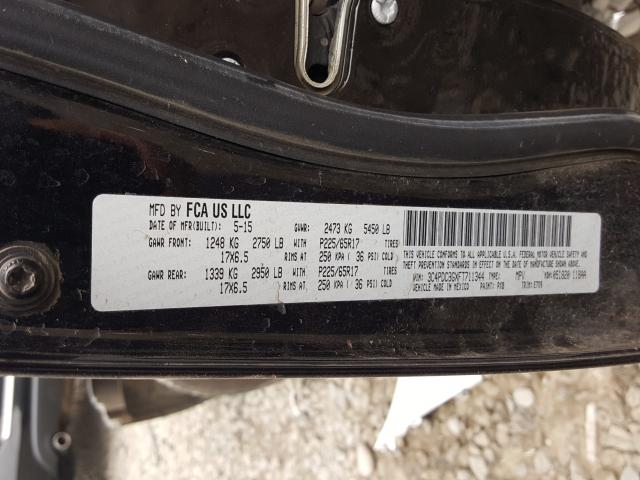 MFD BY FCA US LLC
DATE OF MFR(BUILT): 5-15 GVWR: 2473 KG 5450 LB
GAWR FRONT: 1248 KG 2750 LB WITH P225/65R17 TIRES
17X6.5 RIMS AT 250 KPA ( 36 PSI) COLD
GAWR REAR: 1339 KG 2950 LB WITH P225/65R17 TIRES
17X6.5 RIMS AT 250 KPA ( 36 PSI) COLD
THIS VEHICLE CONFORMS TO ALL APPLICABLE U.S.A. FEDERAL MOTOR VEHICLE SAFETY AND
THEFT PREVENTION STANDARDS IN EFFECT ON THE DATE OF MANUFACTURE SHOWN
ABOVE.
VIN: 3C4PDC3GXFT711344 TYPE: MPV MDH: 051820
VEHICLE MADE IN MEXICO PAINT: PXR TRIM: